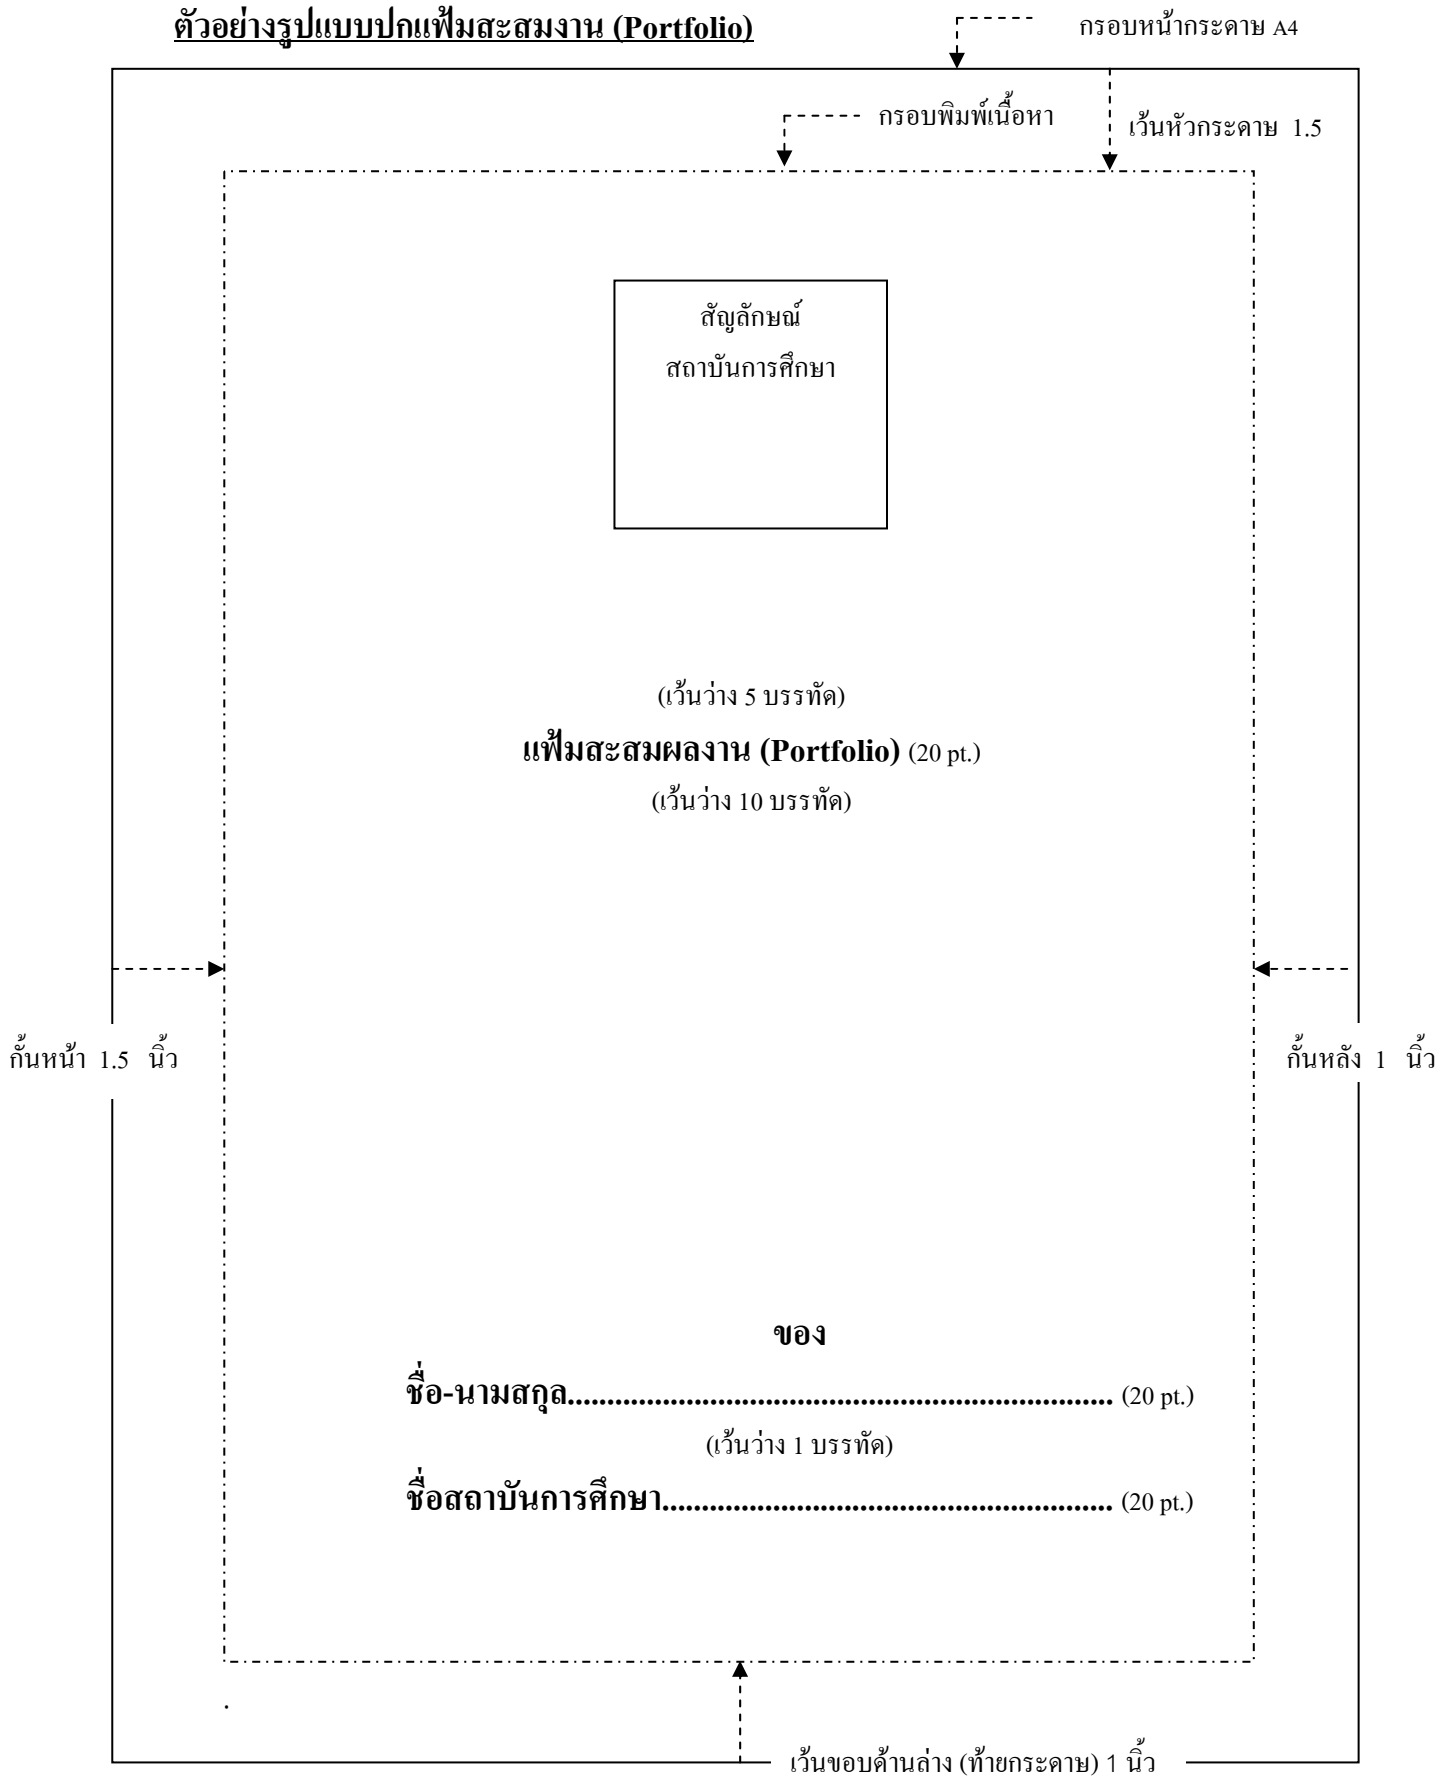 ตัวอย่างรูปแบบปกแฟ้มสะสมงาน (Portfolio)
กรอบหน้ากระดาษ A4
กรอบพิมพ์เนื้อหา
เว้นหัวกระดาษ 1.5
สัญลักษณ์
สถาบันการศึกษา
(เว้นว่าง 5 บรรทัด)
แฟ้มสะสมผลงาน (Portfolio) (20 pt.)
(เว้นว่าง 10 บรรทัด)
กั้นหน้า 1.5 นิ้ว
กั้นหลัง 1 นิ้ว
ของ
ชื่อ-นามสกุล.................................................................... (20 pt.)
(เว้นว่าง 1 บรรทัด)
ชื่อสถาบันการศึกษา........................................................ (20 pt.)
.
เว้นขอบด้านล่าง (ท้ายกระดาษ) 1 นิ้ว